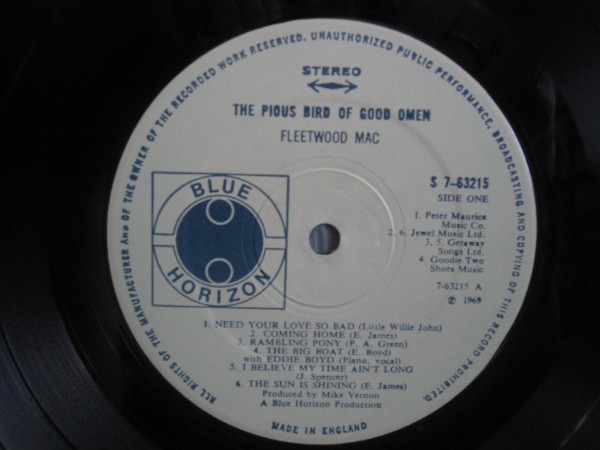 ALL RIGHTS OF THE MANUFACTURER AND OF THE OWNER OF THE RECORDED WORK RESERVED. UNAUTHORIZED PUBLIC PERFORMANCE, BROADCASTING AND COPYING OF THIS RECORD PROHIBITED.
STEREO
THE PIOUS BIRD OF GOOD OMEN
FLEETWOOD MAC
BLUE
HORIZON
S 7-63215
SIDE ONE
1. Peter Maurice
Music Co.
2. 6. Jewel Music Ltd.
3, 5. Getaway
Songs Ltd.
4. Goodie Two
Shoes Music
7-63215 A
℗ 1969
1. NEED YOUR LOVE SO BAD (Little Willie John)
2. COMING HOME (E. James)
3. RAMBLING PONY (P. A. Green)
4. THE BIG BOAT (E. Boyd)
with EDDIE BOYD (Piano, vocal)
5. I BELIEVE MY TIME AIN'T LONG
(J. Spencer)
6. THE SUN IS SHINING (E. James)
Produced by Mike Vernon
A Blue Horizon Production
MADE IN ENGLAND